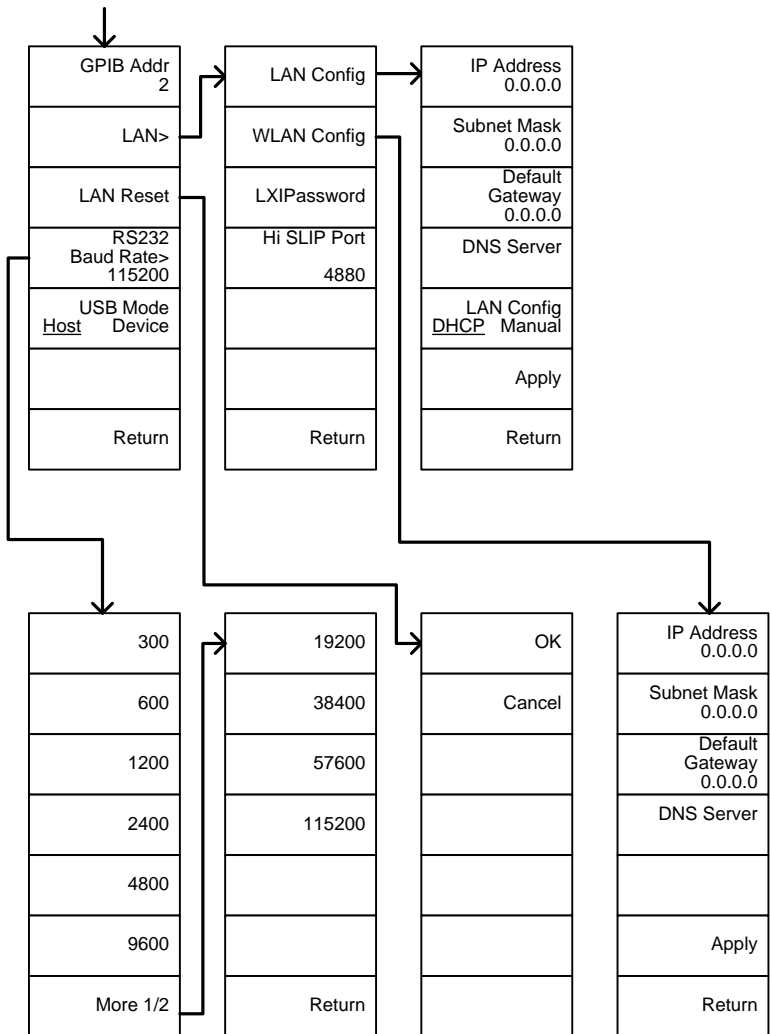 GPIB Addr
2
LAN>
LAN Reset
RS232
Baud Rate>
115200
USB Mode
Host Device
Return
LAN Config
WLAN Config
LXIPassword
Hi SLIP Port
4880
Return
IP Address
0.0.0.0
Subnet Mask
0.0.0.0
Default
Gateway
0.0.0.0
DNS Server
LAN Config
DHCP Manual
Apply
Return
300
600
1200
2400
4800
9600
More 1/2
19200
38400
57600
115200
Return
OK
Cancel
IP Address
0.0.0.0
Subnet Mask
0.0.0.0
Default
Gateway
0.0.0.0
DNS Server
Apply
Return